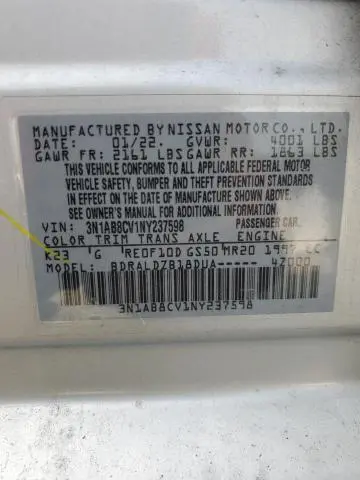 MANUFACTURED BY NISSAN MOTOR CO., LTD.
DATE: 01/22. GVWR: 4001 LBS
GAWR FR: 2161 LBS GAWR RR: 1863 LBS
THIS VEHICLE CONFORMS TO ALL APPLICABLE FEDERAL MOTOR
VEHICLE SAFETY, BUMPER AND THEFT PREVENTION STANDARDS
IN EFFECT ON THE DATE OF MANUFACTURE SHOWN ABOVE.
SEE OWNER'S MANUAL FOR ADDITIONAL INFORMATION
VIN: 3N1AB8CV1NY237598 PASSENGER CAR
COLOR TRIM TRANS AXLE ENGINE
K23 G RE0F10D GS50 MR20 1997 CC
MODEL: BDRALDZB18DUA----- 42000
3N1AB8CV1NY237598